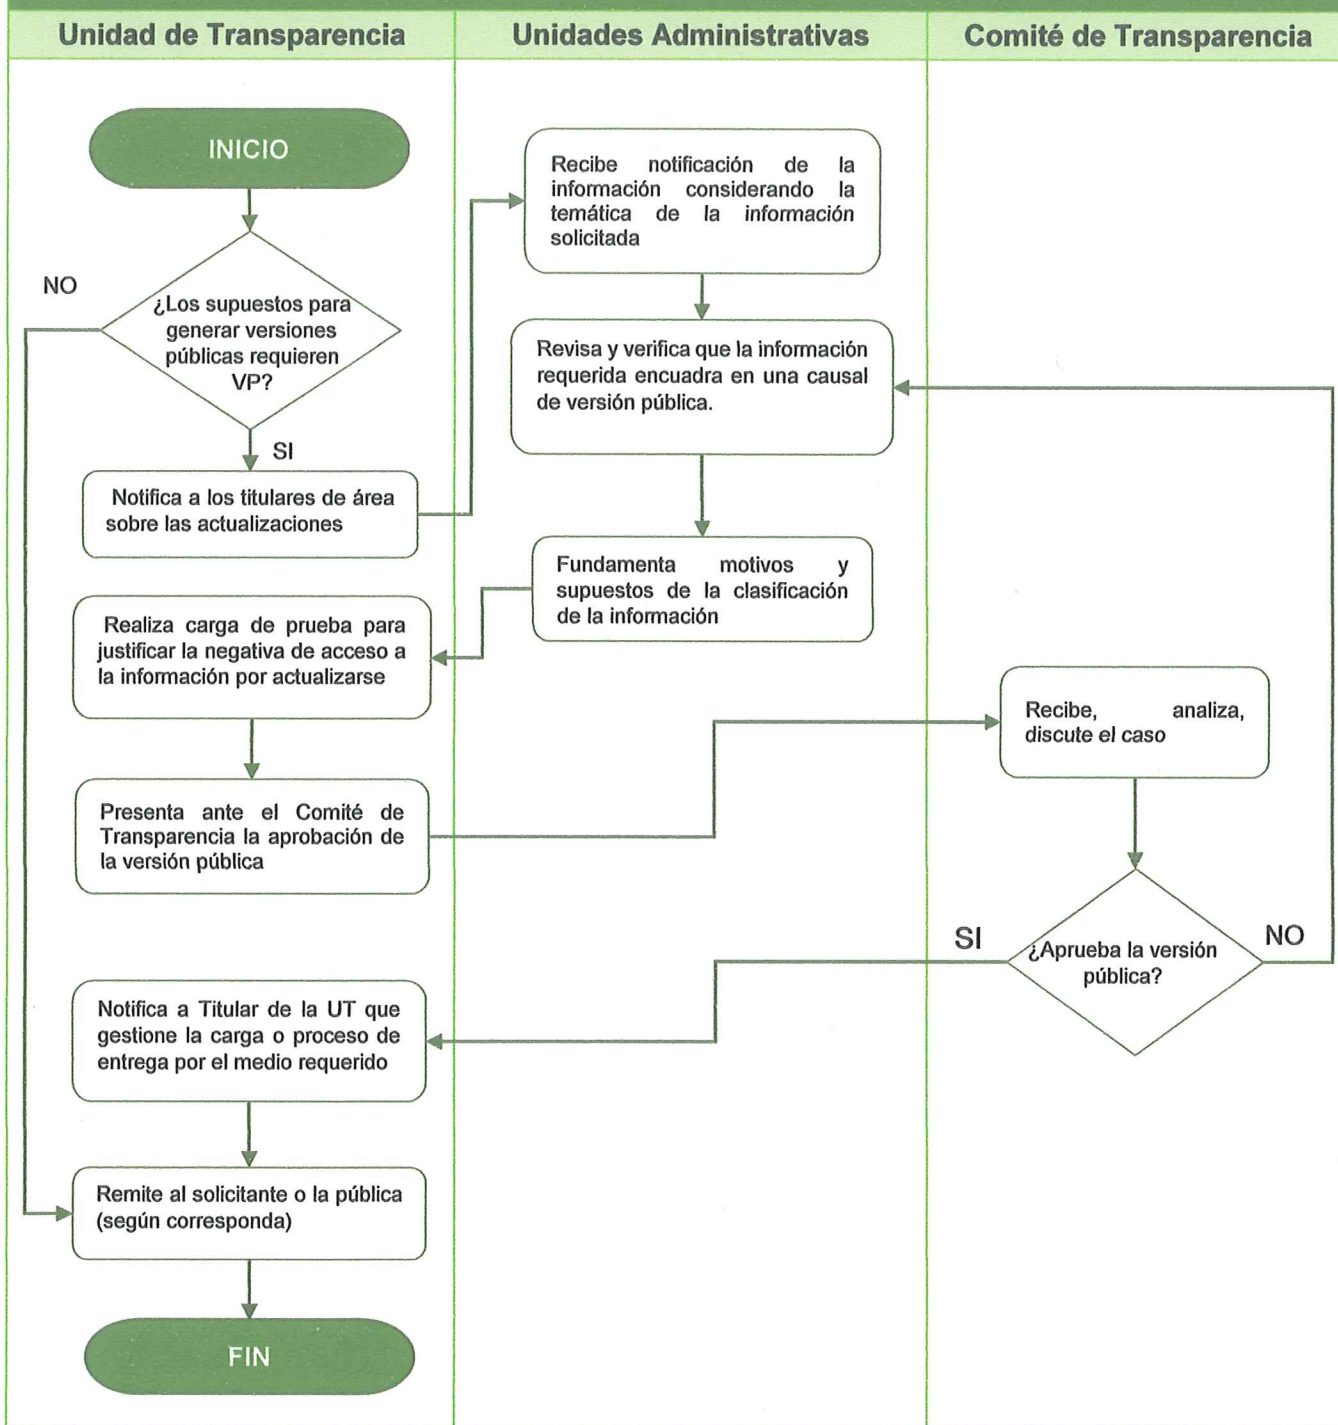 Unidad de Transparencia
Unidades Administrativas
Comité de Transparencia
INICIO
¿Los supuestos para
generar versiones
públicas requieren
VP?
NO
SI
Notifica a los titulares de área
sobre las actualizaciones
Recibe notificación de la
información considerando la
temática de la información
solicitada
Revisa y verifica que la información
requerida encuadra en una causal
de versión pública.
Fundamenta motivos y
supuestos de la clasificación
de la información
Realiza carga de prueba para
justificar la negativa de acceso a
la información por actualizarse
Presenta ante el Comité de
Transparencia la aprobación de
la versión pública
Recibe, analiza,
discute el caso
¿Aprueba la versión
pública?
SI
NO
Notifica a Titular de la UT que
gestione la carga o proceso de
entrega por el medio requerido
Remite al solicitante o la pública
(según corresponda)
FIN